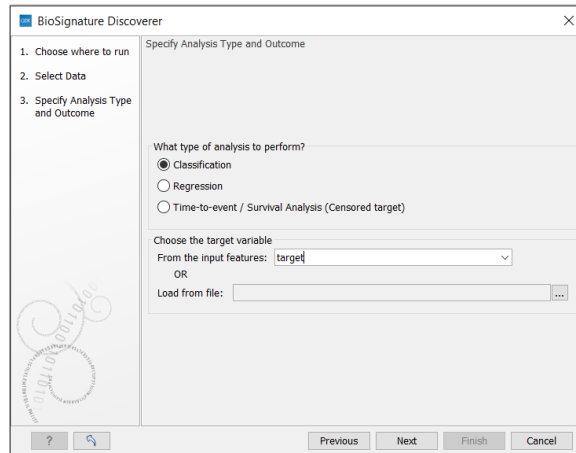 BioSignature Discoverer
1. Choose where to run
2. Select Data
3. Specify Analysis Type
and Outcome
Specify Analysis Type and Outcome
What type of analysis to perform?
Classification
Regression
Time-to-event / Survival Analysis (Censored target)
Choose the target variable
From the input features: target
OR
Load from file: ...
? Previous Next Finish Cancel